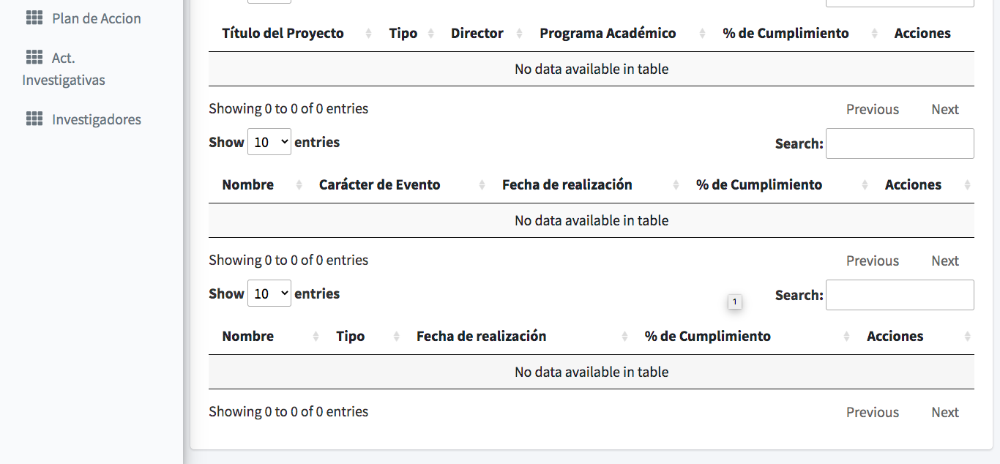 Plan de Accion
Act.
Investigativas
Investigadores
Título del Proyecto Tipo Director Programa Académico % de Cumplimiento Acciones
No data available in table
Showing 0 to 0 of 0 entries Previous Next
Show 10 entries Search:
Nombre Carácter de Evento Fecha de realización % de Cumplimiento Acciones
No data available in table
Showing 0 to 0 of 0 entries Previous Next
Show 10 entries 1 Search:
Nombre Tipo Fecha de realización % de Cumplimiento Acciones
No data available in table
Showing 0 to 0 of 0 entries Previous Next